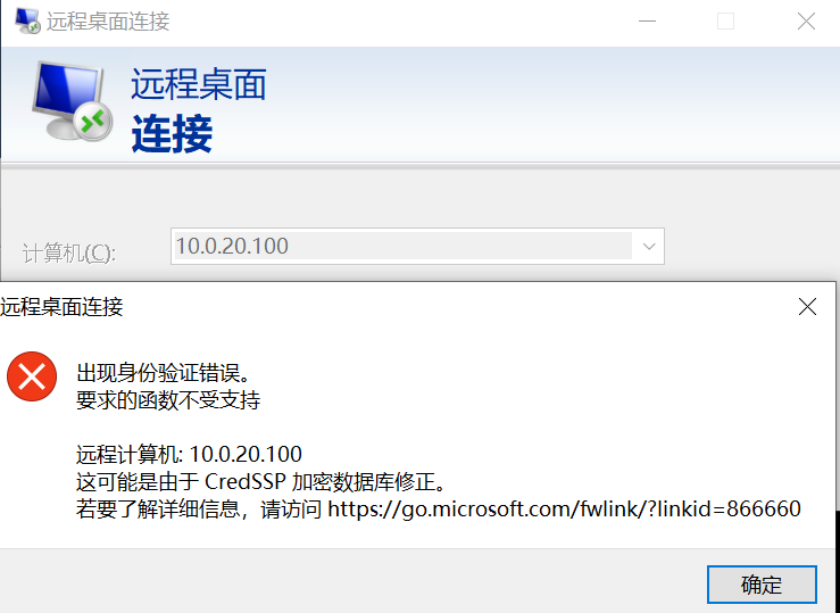 远程桌面连接
远程桌面
连接
计算机(C):
10.0.20.100
远程桌面连接
出现身份验证错误。
要求的函数不受支持
远程计算机: 10.0.20.100
这可能是由于 CredSSP 加密数据库修正。
若要了解详细信息，请访问 https://go.microsoft.com/fwlink/?linkid=866660
确定